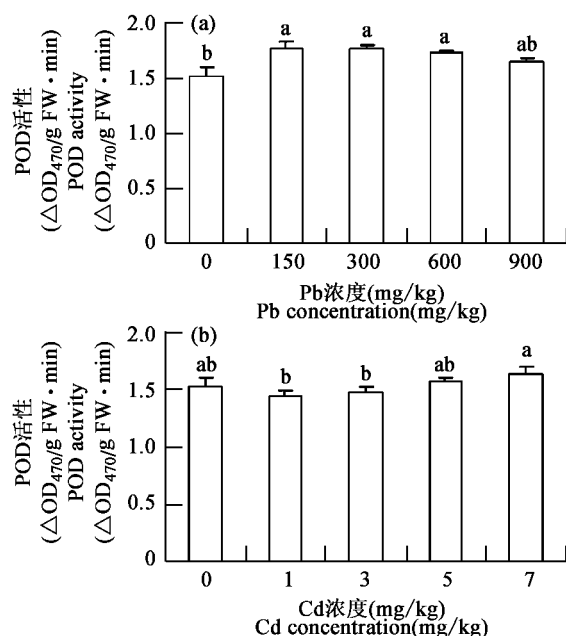 (a)
2.0
1.5
1.0
0.5
0
b
a
a
a
ab
POD活性
(△OD470/g FW·min)
POD activity
(△OD470/g FW·min)
0 150 300 600 900
Pb浓度(mg/kg)
Pb concentration(mg/kg)
(b)
2.0
1.5
1.0
0.5
0
ab
b
b
ab
a
POD活性
(△OD470/g FW·min)
POD activity
(△OD470/g FW·min)
0 1 3 5 7
Cd浓度(mg/kg)
Cd concentration(mg/kg)